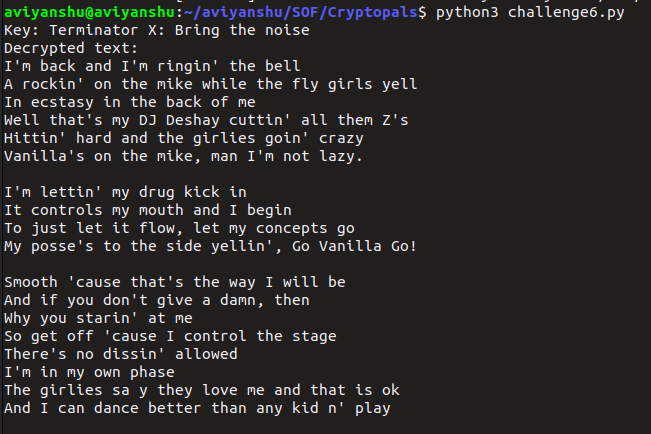 aviyanshu@aviyanshu:~/aviyanshu/SOF/Cryptopals$ python3 challenge6.py
Key: Terminator X: Bring the noise
Decrypted text:
I'm back and I'm ringin' the bell
A rockin' on the mike while the fly girls yell
In ecstasy in the back of me
Well that's my DJ Deshay cuttin' all them Z's
Hittin' hard and the girlies goin' crazy
Vanilla's on the mike, man I'm not lazy.

I'm lettin' my drug kick in
It controls my mouth and I begin
To just let it flow, let my concepts go
My posse's to the side yellin', Go Vanilla Go!

Smooth 'cause that's the way I will be
And if you don't give a damn, then
Why you starin' at me
So get off 'cause I control the stage
There's no dissin' allowed
I'm in my own phase
The girlies sa y they love me and that is ok
And I can dance better than any kid n' play